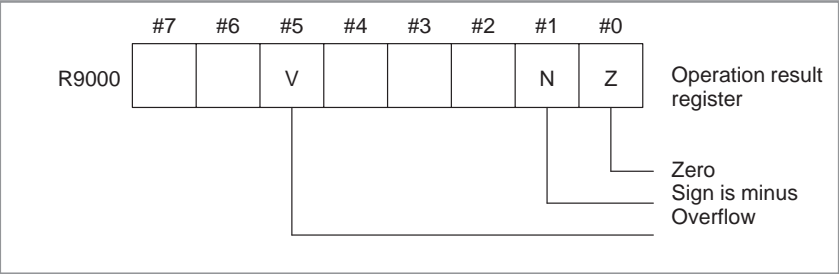 #7 #6 #5 #4 #3 #2 #1 #0
R9000 V N Z Operation result
register
Zero
Sign is minus
Overflow